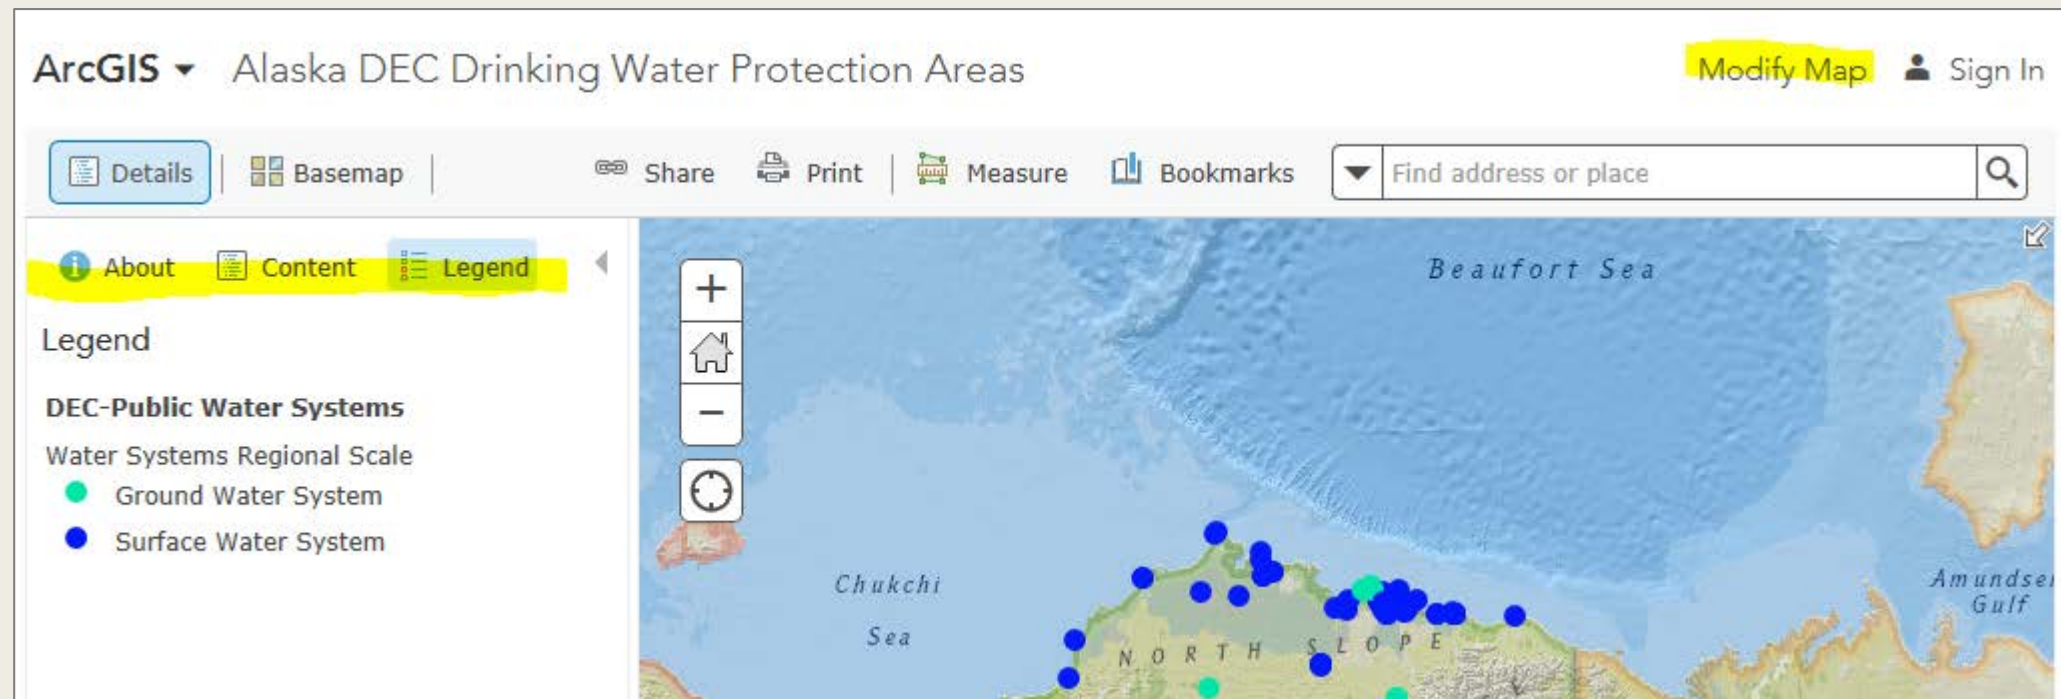 ArcGIS Alaska DEC Drinking Water Protection Areas Modify Map Sign In
Details Basemap Share Print Measure Bookmarks Find address or place
About Content Legend
Legend
DEC-Public Water Systems
Water Systems Regional Scale
Ground Water System
Surface Water System
+
−
Beaufort Sea
Chukchi
Sea
NORTH SLOPE
Amundse
Gulf